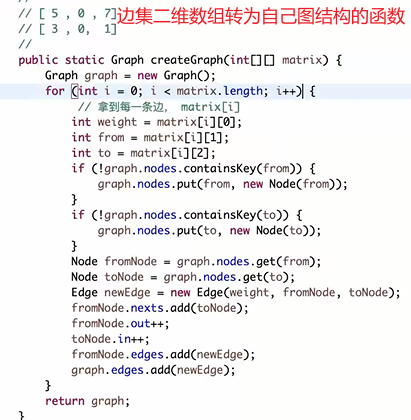 // [ 5 , 0 , 7] 边集二维数组转为自己图结构的函数
// [ 3 , 0,  1]
//
public static Graph createGraph(int[][] matrix) {
    Graph graph = new Graph();
    for (int i = 0; i < matrix.length; i++) {
        // 拿到每一条边， matrix[i]
        int weight = matrix[i][0];
        int from = matrix[i][1];
        int to = matrix[i][2];
        if (!graph.nodes.containsKey(from)) {
            graph.nodes.put(from, new Node(from));
        }
        if (!graph.nodes.containsKey(to)) {
            graph.nodes.put(to, new Node(to));
        }
        Node fromNode = graph.nodes.get(from);
        Node toNode = graph.nodes.get(to);
        Edge newEdge = new Edge(weight, fromNode, toNode);
        fromNode.nexts.add(toNode);
        fromNode.out++;
        toNode.in++;
        fromNode.edges.add(newEdge);
        graph.edges.add(newEdge);
    }
    return graph;
}